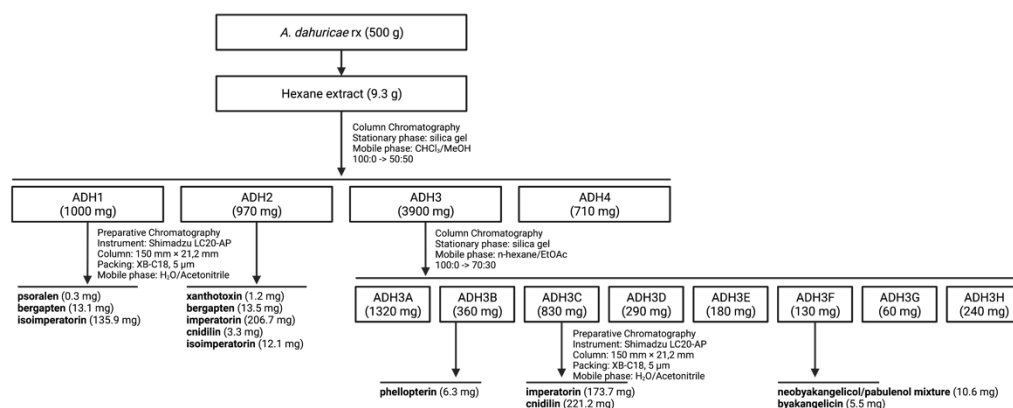 A. dahuricae rx (500 g)
Hexane extract (9.3 g)
Column Chromatography
Stationary phase: silica gel
Mobile phase: CHCl₃/MeOH
100:0 -> 50:50
ADH1
(1000 mg)
ADH2
(970 mg)
ADH3
(3900 mg)
ADH4
(710 mg)
Preparative Chromatography
Instrument: Shimadzu LC20-AP
Column: 150 mm × 21,2 mm
Packing: XB-C18, 5 μm
Mobile phase: H₂O/Acetonitrile
Column Chromatography
Stationary phase: silica gel
Mobile phase: n-hexane/EtOAc
100:0 -> 70:30
psoralen (0.3 mg)
bergapten (13.1 mg)
isoimperatorin (135.9 mg)
xanthotoxin (1.2 mg)
bergapten (13.5 mg)
imperatorin (206.7 mg)
cnidilin (3.3 mg)
isoimperatorin (12.1 mg)
ADH3A
(1320 mg)
ADH3B
(360 mg)
ADH3C
(830 mg)
ADH3D
(290 mg)
ADH3E
(180 mg)
ADH3F
(130 mg)
ADH3G
(60 mg)
ADH3H
(240 mg)
Preparative Chromatography
Instrument: Shimadzu LC20-AP
Column: 150 mm × 21,2 mm
Packing: XB-C18, 5 μm
Mobile phase: H₂O/Acetonitrile
phellopterin (6.3 mg)
imperatorin (173.7 mg)
cnidilin (221.2 mg)
neobyakangelicol/pabulenol mixture (10.6 mg)
byakangelicin (5.5 mg)